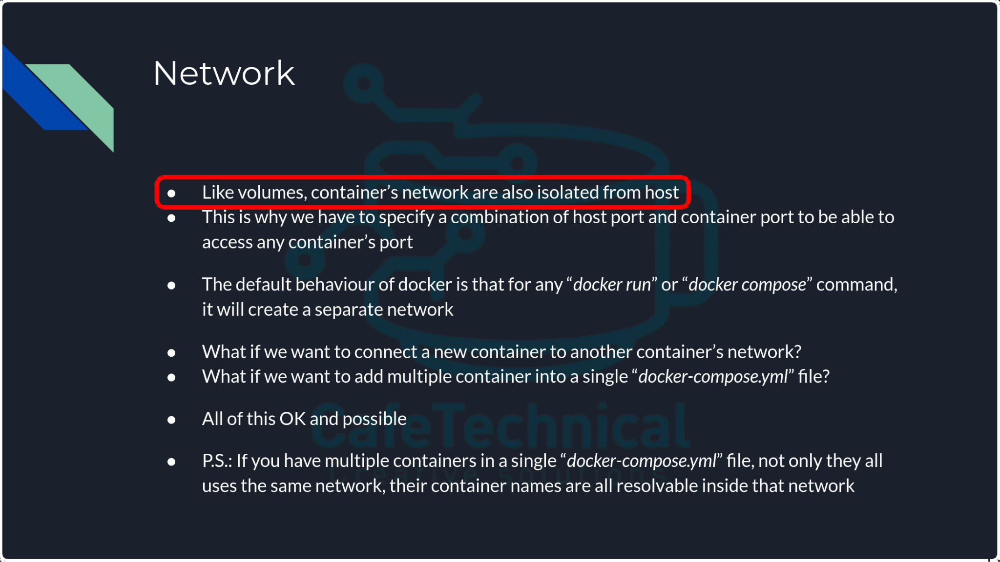 Network
● Like volumes, container’s network are also isolated from host
● This is why we have to specify a combination of host port and container port to be able to
access any container’s port
● The default behaviour of docker is that for any “docker run” or “docker compose” command,
it will create a separate network
● What if we want to connect a new container to another container’s network?
● What if we want to add multiple container into a single “docker-compose.yml” file?
● All of this OK and possible
● P.S.: If you have multiple containers in a single “docker-compose.yml” file, not only they all
uses the same network, their container names are all resolvable inside that network
CafeTechnical
Creative solutions